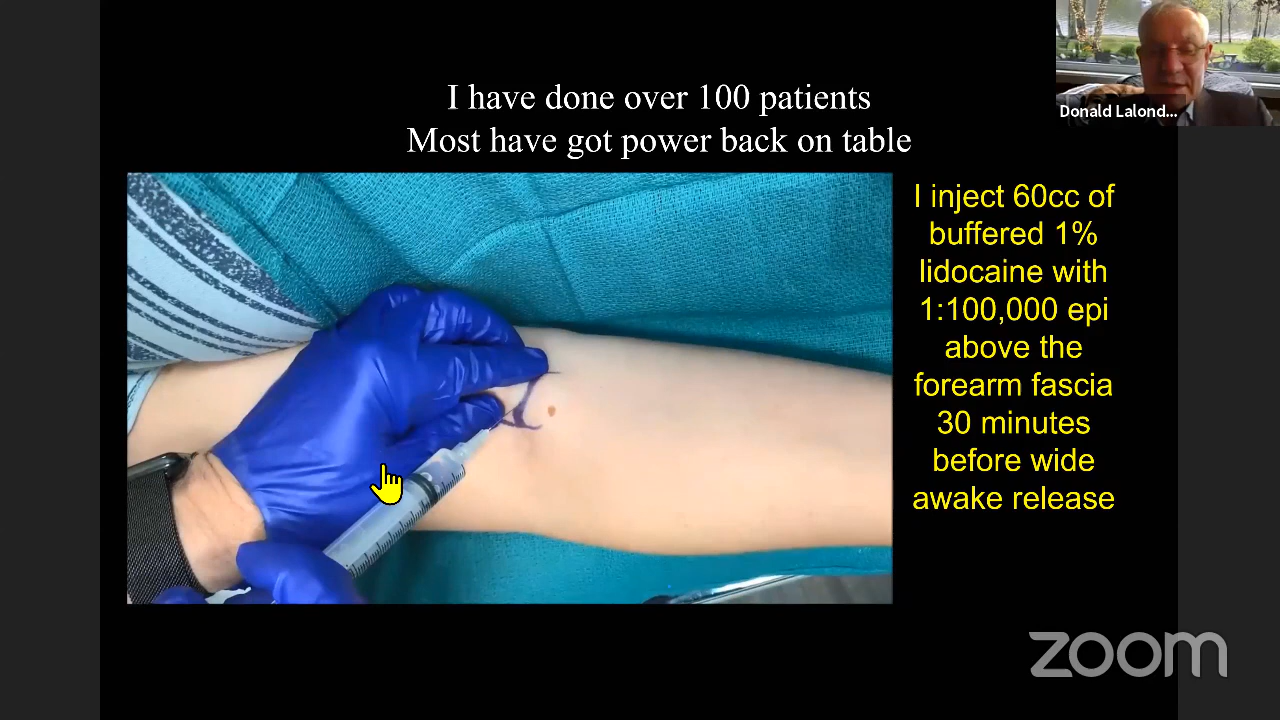 I have done over 100 patients
Most have got power back on table
Donald Lalond...
I inject 60cc of
buffered 1%
lidocaine with
1:100,000 epi
above the
forearm fascia
30 minutes
before wide
awake release
zoom